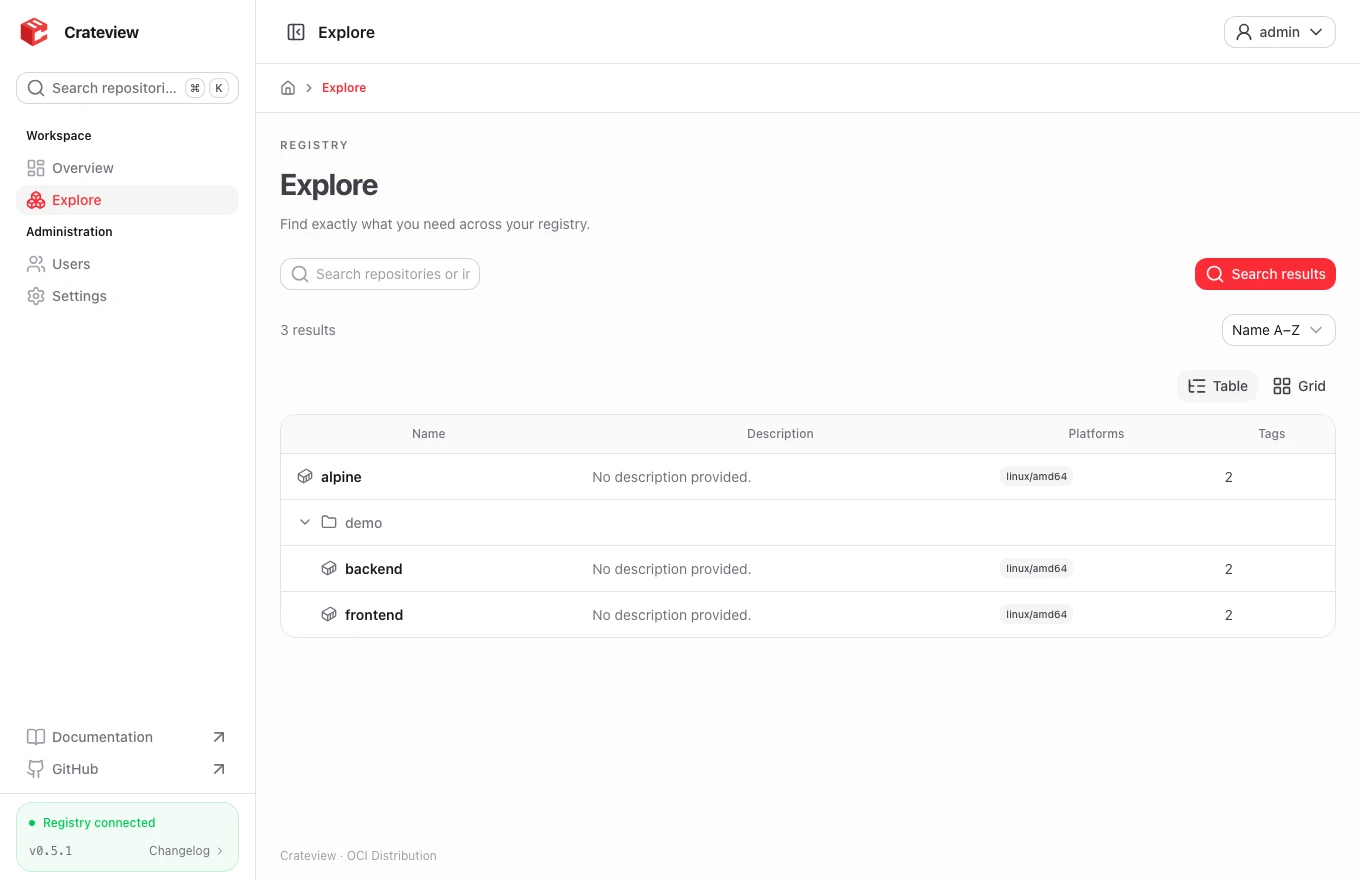 Crateview
Explore
admin
Search repositori... ⌘ K
Explore
Workspace
Overview
Explore
Administration
Users
Settings
REGISTRY
Explore
Find exactly what you need across your registry.
Search repositories or ir
Search results
3 results
Name A–Z
Table
Grid
Name Description Platforms Tags
alpine No description provided. linux/amd64 2
demo
backend No description provided. linux/amd64 2
frontend No description provided. linux/amd64 2
Documentation
GitHub
Registry connected
v0.5.1 Changelog
Crateview · OCI Distribution